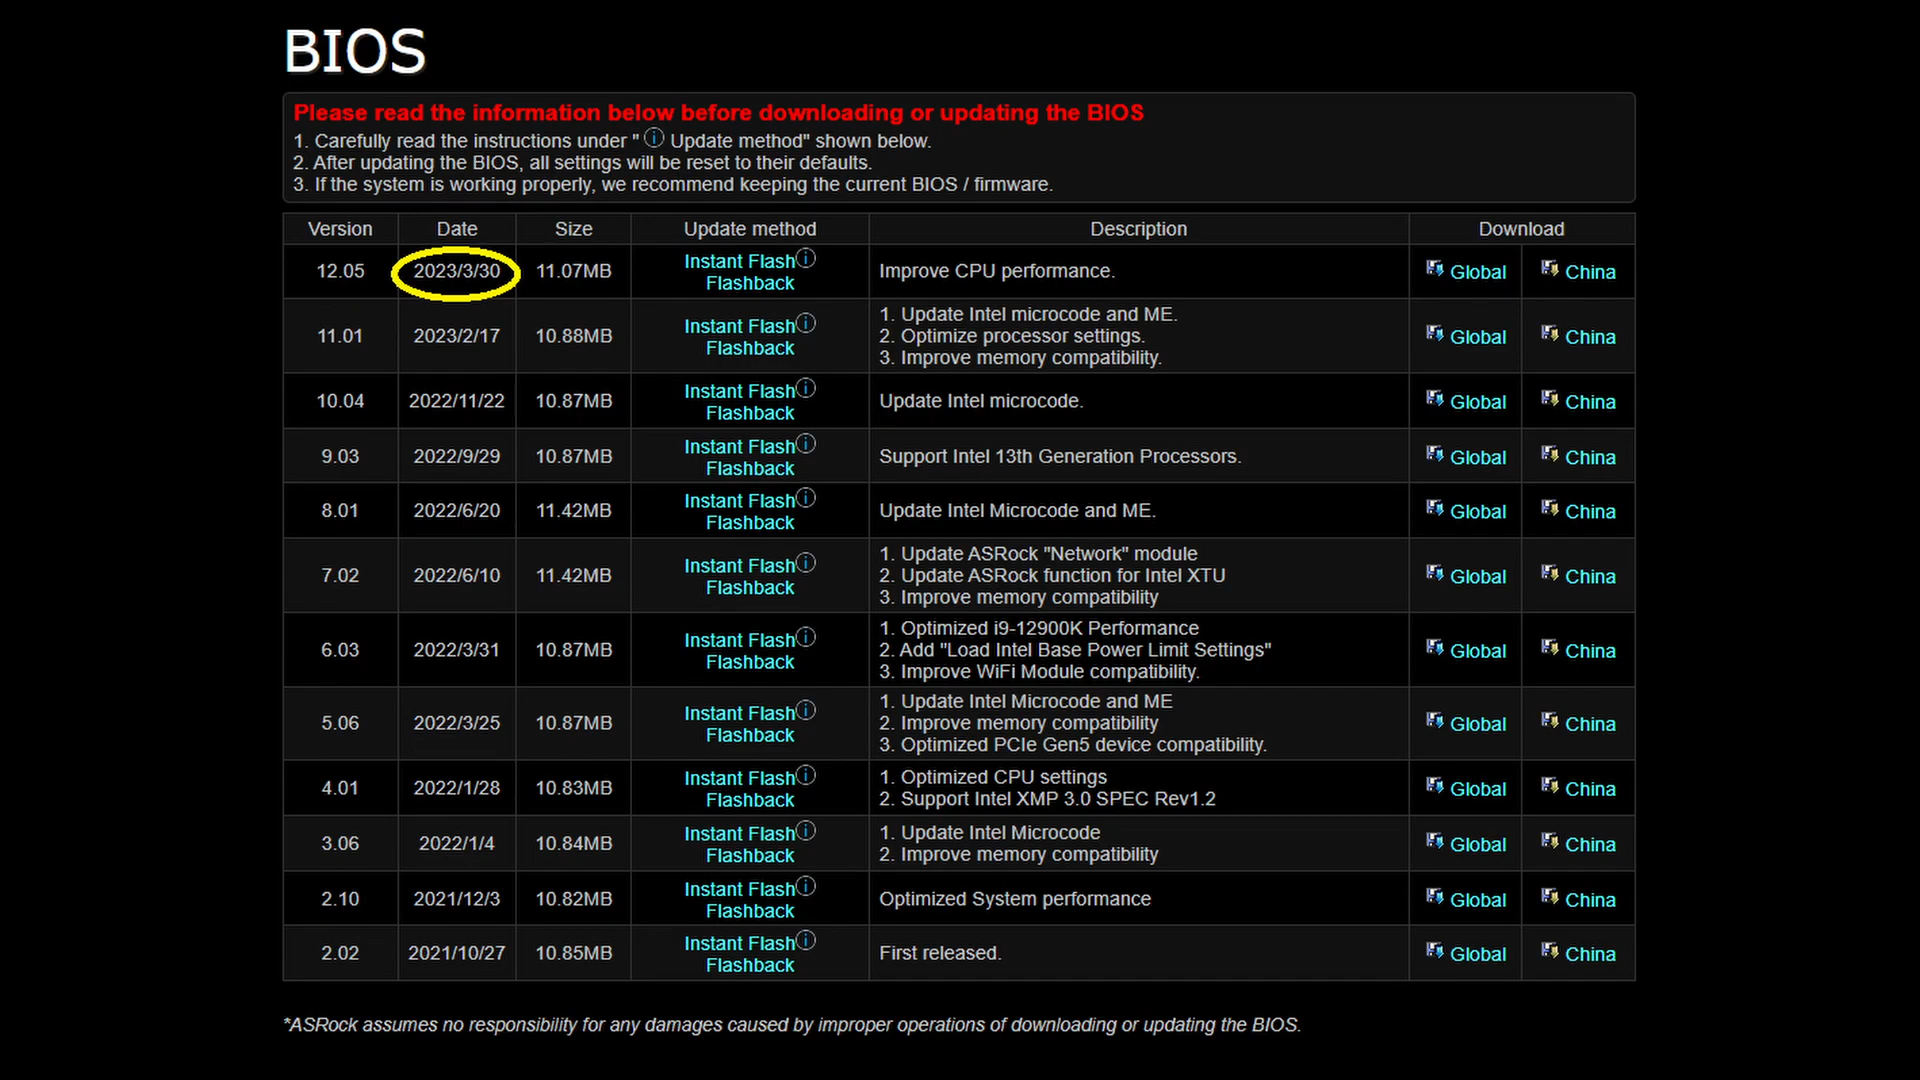 BIOS
Please read the information below before downloading or updating the BIOS
1. Carefully read the instructions under " ⓘ Update method" shown below.
2. After updating the BIOS, all settings will be reset to their defaults.
3. If the system is working properly, we recommend keeping the current BIOS / firmware.
Version Date Size Update method Description Download
12.05 2023/3/30 11.07MB Instant Flashⓘ
Flashback Improve CPU performance. Global China
11.01 2023/2/17 10.88MB Instant Flashⓘ
Flashback 1. Update Intel microcode and ME.
2. Optimize processor settings.
3. Improve memory compatibility. Global China
10.04 2022/11/22 10.87MB Instant Flashⓘ
Flashback Update Intel microcode. Global China
9.03 2022/9/29 10.87MB Instant Flashⓘ
Flashback Support Intel 13th Generation Processors. Global China
8.01 2022/6/20 11.42MB Instant Flashⓘ
Flashback Update Intel Microcode and ME. Global China
7.02 2022/6/10 11.42MB Instant Flashⓘ
Flashback 1. Update ASRock "Network" module
2. Update ASRock function for Intel XTU
3. Improve memory compatibility Global China
6.03 2022/3/31 10.87MB Instant Flashⓘ
Flashback 1. Optimized i9-12900K Performance
2. Add "Load Intel Base Power Limit Settings"
3. Improve WiFi Module compatibility. Global China
5.06 2022/3/25 10.87MB Instant Flashⓘ
Flashback 1. Update Intel Microcode and ME
2. Improve memory compatibility
3. Optimized PCIe Gen5 device compatibility. Global China
4.01 2022/1/28 10.83MB Instant Flashⓘ
Flashback 1. Optimized CPU settings
2. Support Intel XMP 3.0 SPEC Rev1.2 Global China
3.06 2022/1/4 10.84MB Instant Flashⓘ
Flashback 1. Update Intel Microcode
2. Improve memory compatibility Global China
2.10 2021/12/3 10.82MB Instant Flashⓘ
Flashback Optimized System performance Global China
2.02 2021/10/27 10.85MB Instant Flashⓘ
Flashback First released. Global China
*ASRock assumes no responsibility for any damages caused by improper operations of downloading or updating the BIOS.